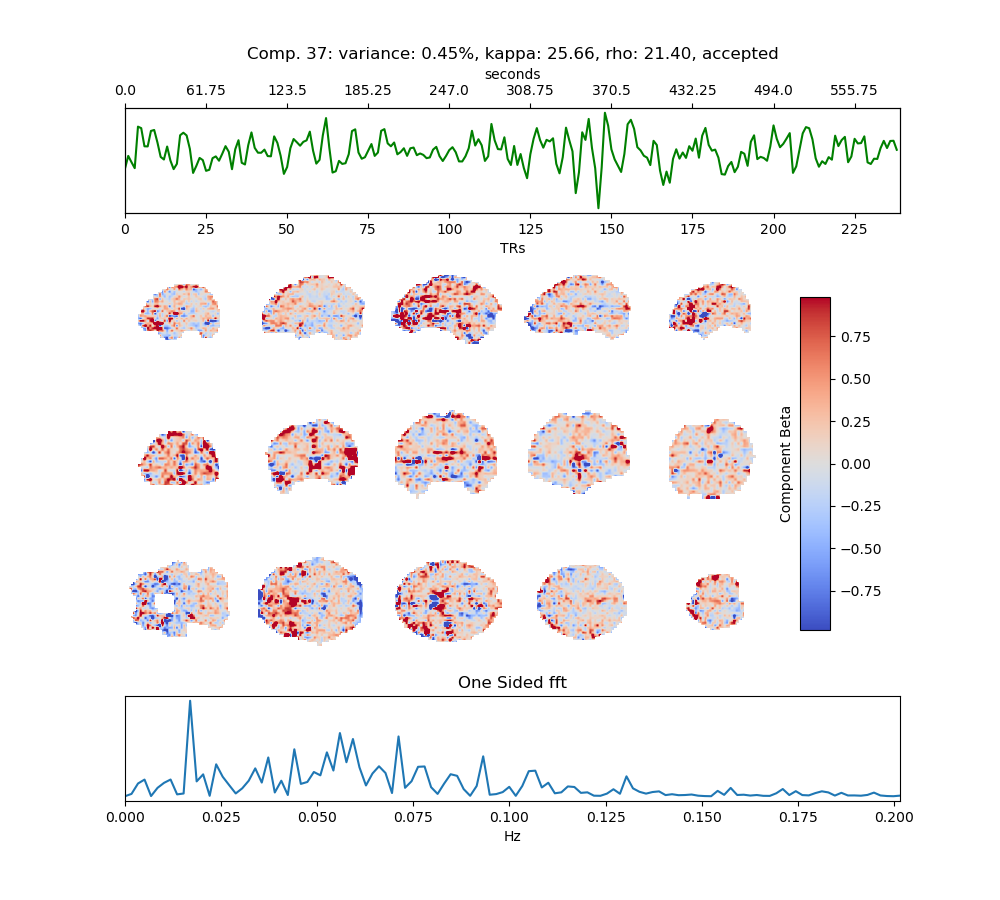 Comp. 37: variance: 0.45%, kappa: 25.66, rho: 21.40, accepted
seconds
0.0 61.75 123.5 185.25 247.0 308.75 370.5 432.25 494.0 555.75
0 25 50 75 100 125 150 175 200 225
TRs
0.75
0.50
0.25
0.00
−0.25
−0.50
−0.75
Component Beta
One Sided fft
0.000 0.025 0.050 0.075 0.100 0.125 0.150 0.175 0.200
Hz